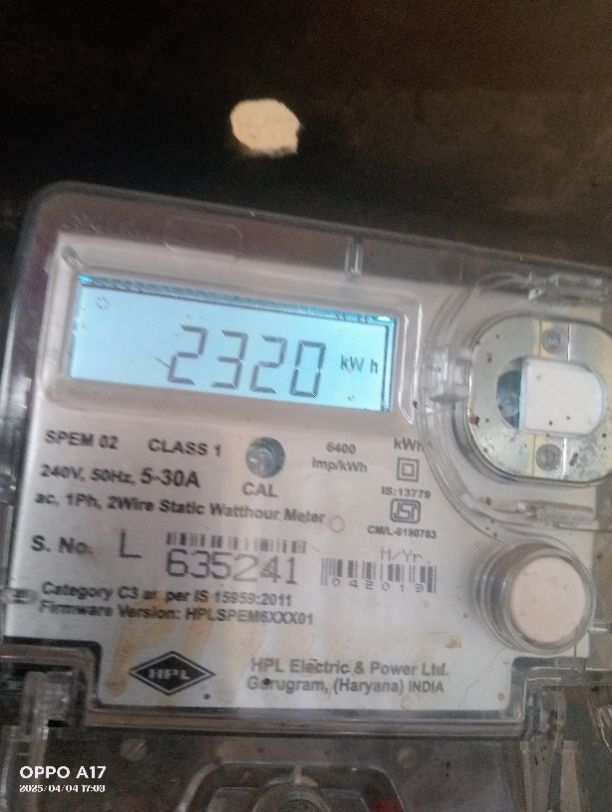 2320 kWh
SPEM 02 CLASS 1 6400 kWh
Imp/kWh
240V, 50Hz, 5-30A CAL IS:13779
ac, 1Ph, 2Wire Static Watthour Meter
CM/L-8190763
S. No. L 635241 M/Yr.
042019
Category C3 as per IS 15959:2011
Firmware Version: HPLSPEM6XXX01
HPL HPL Electric & Power Ltd.
Gurugram, (Haryana) INDIA
OPPO A17
2025/04/04 17:03